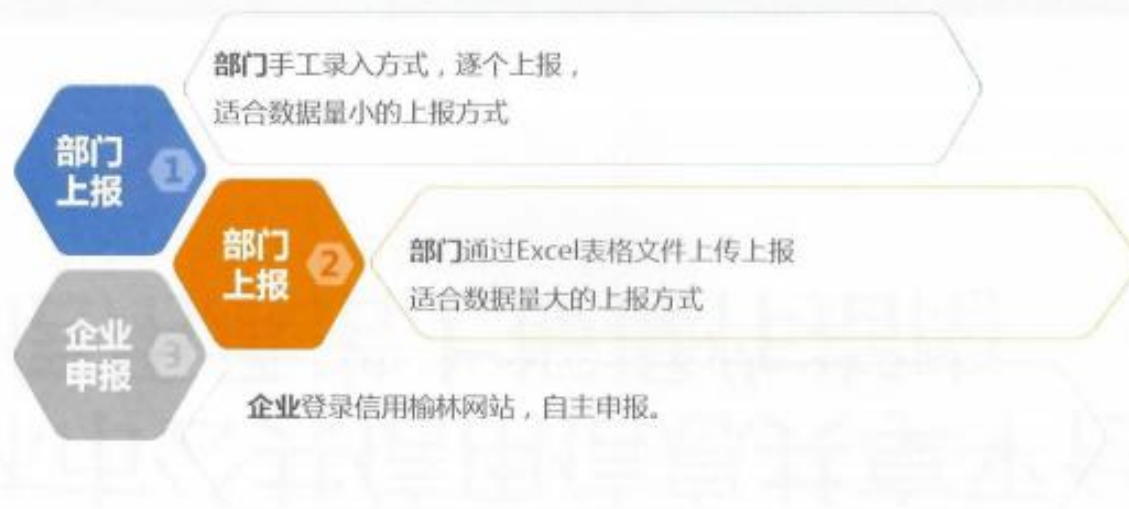 部门
上报
1
部门手工录入方式，逐个上报，
适合数据量小的上报方式
部门
上报
2
部门通过Excel表格文件上传上报
适合数据量大的上报方式
企业
申报
3
企业登录信用榆林网站，自主申报。